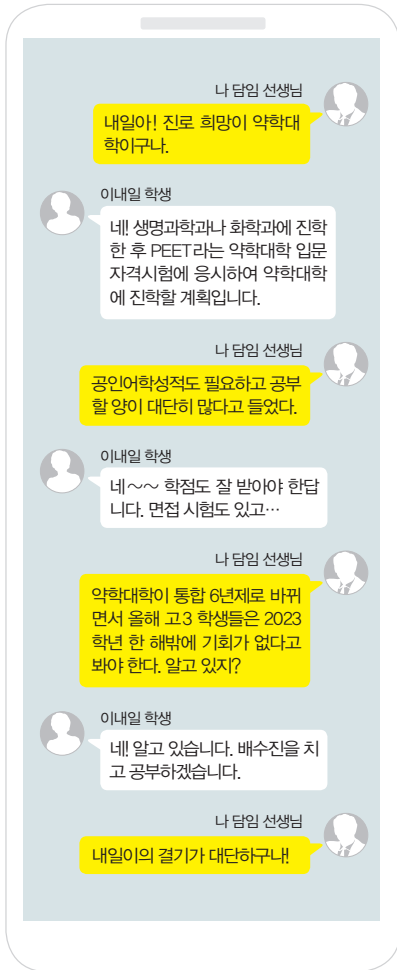 나 담임 선생님
내일아! 진로 희망이 약학대
학이구나.
이내일 학생
네! 생명과학과나 화학과에 진학
한 후 PEET라는 약학대학 입문
자격시험에 응시하여 약학대학
에 진학할 계획입니다.
나 담임 선생님
공인어학성적도 필요하고 공부
할 양이 대단히 많다고 들었다.
이내일 학생
네～～ 학점도 잘 받아야 한답
니다. 면접 시험도 있고…
나 담임 선생님
약학대학이 통합 6년제로 바뀌
면서 올해 고3 학생들은 2023
학년 한 해밖에 기회가 없다고
봐야 한다. 알고 있지?
이내일 학생
네! 알고 있습니다. 배수진을 치
고 공부하겠습니다.
나 담임 선생님
내일이의 결기가 대단하구나!